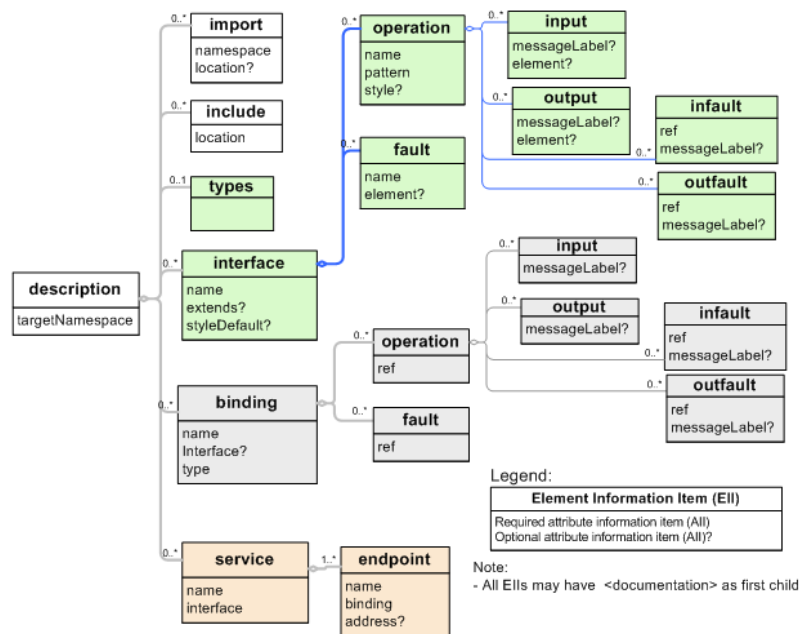 0..*
import
namespace
location?
0..*
include
location
0..1
types
0..*
interface
name
extends?
styleDefault?
description
targetNamespace
0..*
binding
name
Interface?
type
0..*
service
name
interface
1..*
endpoint
name
binding
address?
0..*
operation
name
pattern
style?
0..*
fault
name
element?
0..*
input
messageLabel?
element?
0..*
output
messageLabel?
element?
0..*
infault
ref
messageLabel?
0..*
outfault
ref
messageLabel?
0..*
operation
ref
0..*
fault
ref
0..*
input
messageLabel?
0..*
output
messageLabel?
0..*
infault
ref
messageLabel?
0..*
outfault
ref
messageLabel?
Legend:
Element Information Item (EII)
Required attribute information item (AII)
Optional attribute information item (AII)?
Note:
- All EIIs may have <documentation> as first child